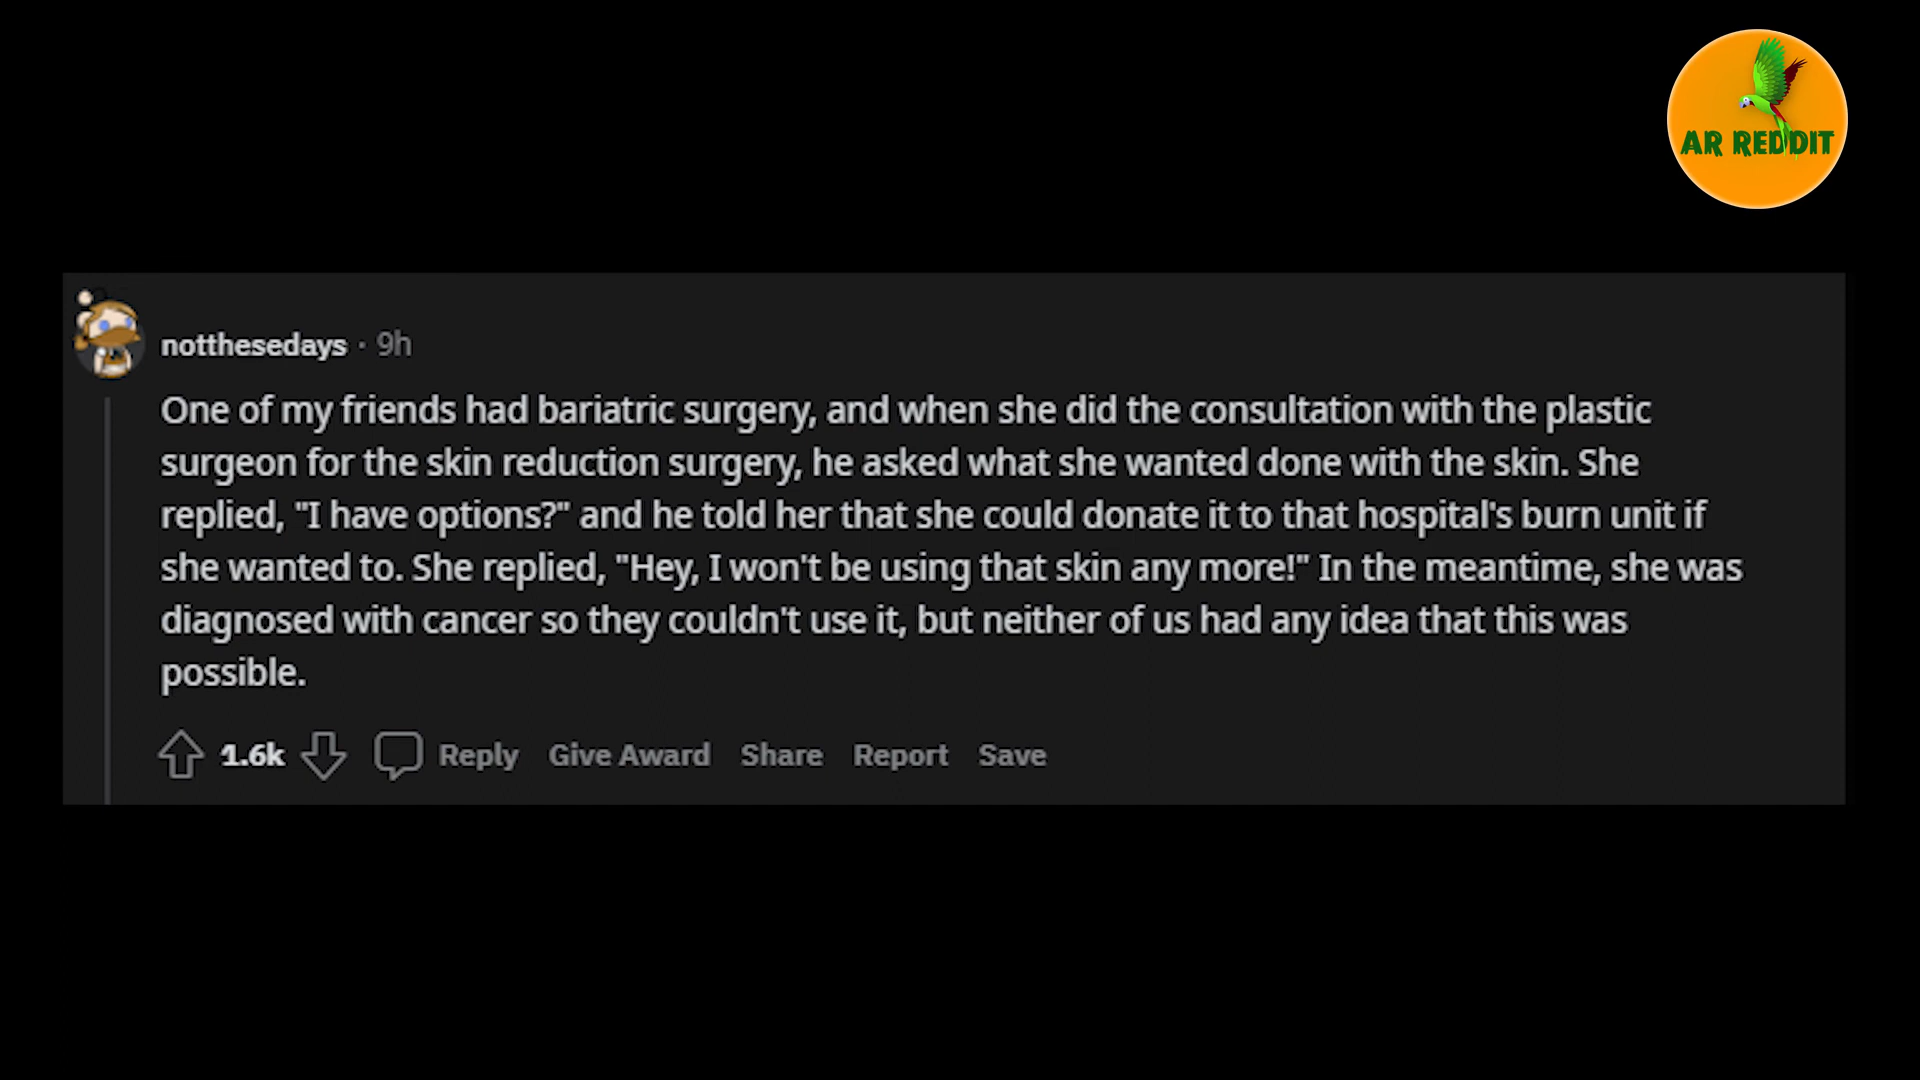 AR REDDIT
notthesedays · 9h
One of my friends had bariatric surgery, and when she did the consultation with the plastic
surgeon for the skin reduction surgery, he asked what she wanted done with the skin. She
replied, "I have options?" and he told her that she could donate it to that hospital's burn unit if
she wanted to. She replied, "Hey, I won't be using that skin any more!" In the meantime, she was
diagnosed with cancer so they couldn't use it, but neither of us had any idea that this was
possible.
1.6k Reply Give Award Share Report Save